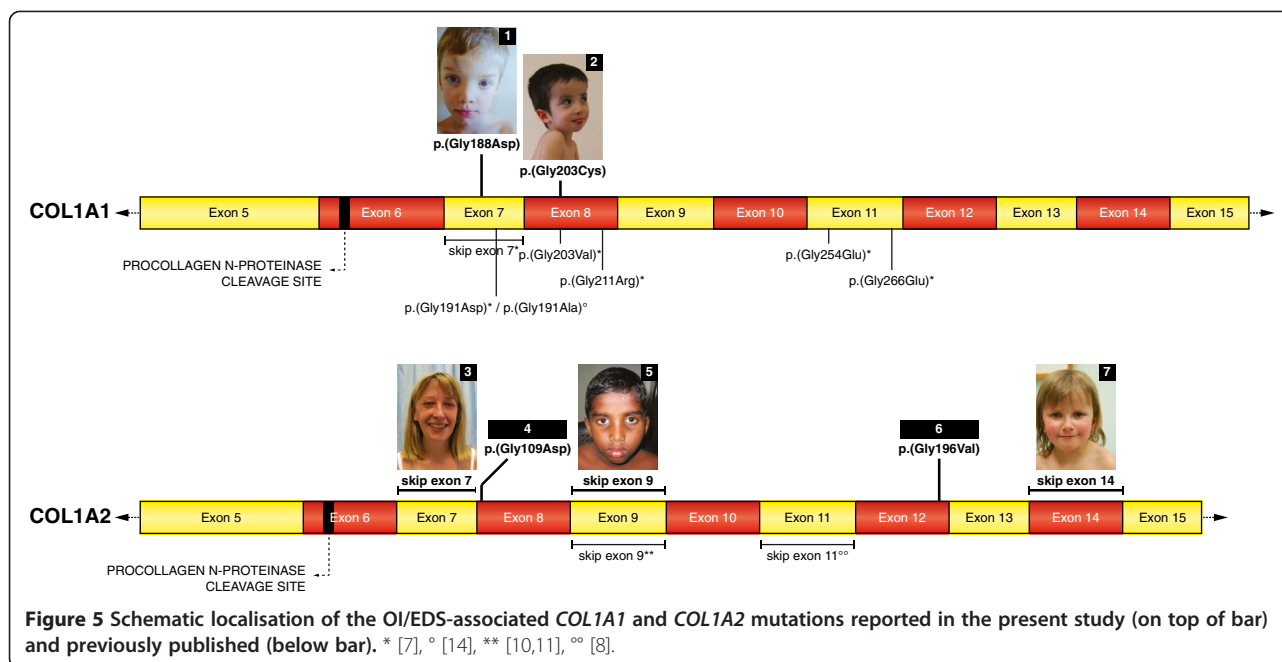 1
2
p.(Gly188Asp)
p.(Gly203Cys)
COL1A1
Exon 5
Exon 6
Exon 7
Exon 8
Exon 9
Exon 10
Exon 11
Exon 12
Exon 13
Exon 14
Exon 15
skip exon 7*
p.(Gly203Val)*
p.(Gly254Glu)*
PROCOLLAGEN N-PROTEINASE
CLEAVAGE SITE
p.(Gly211Arg)*
p.(Gly266Glu)*
p.(Gly191Asp)* / p.(Gly191Ala)°
3
5
7
4
6
p.(Gly109Asp)
p.(Gly196Val)
skip exon 7
skip exon 9
skip exon 14
COL1A2
Exon 5
Exon 6
Exon 7
Exon 8
Exon 9
Exon 10
Exon 11
Exon 12
Exon 13
Exon 14
Exon 15
skip exon 9**
skip exon 11°°
PROCOLLAGEN N-PROTEINASE
CLEAVAGE SITE
Figure 5 Schematic localisation of the OI/EDS-associated COL1A1 and COL1A2 mutations reported in the present study (on top of bar)
and previously published (below bar). * [7], ° [14], ** [10,11], °° [8].